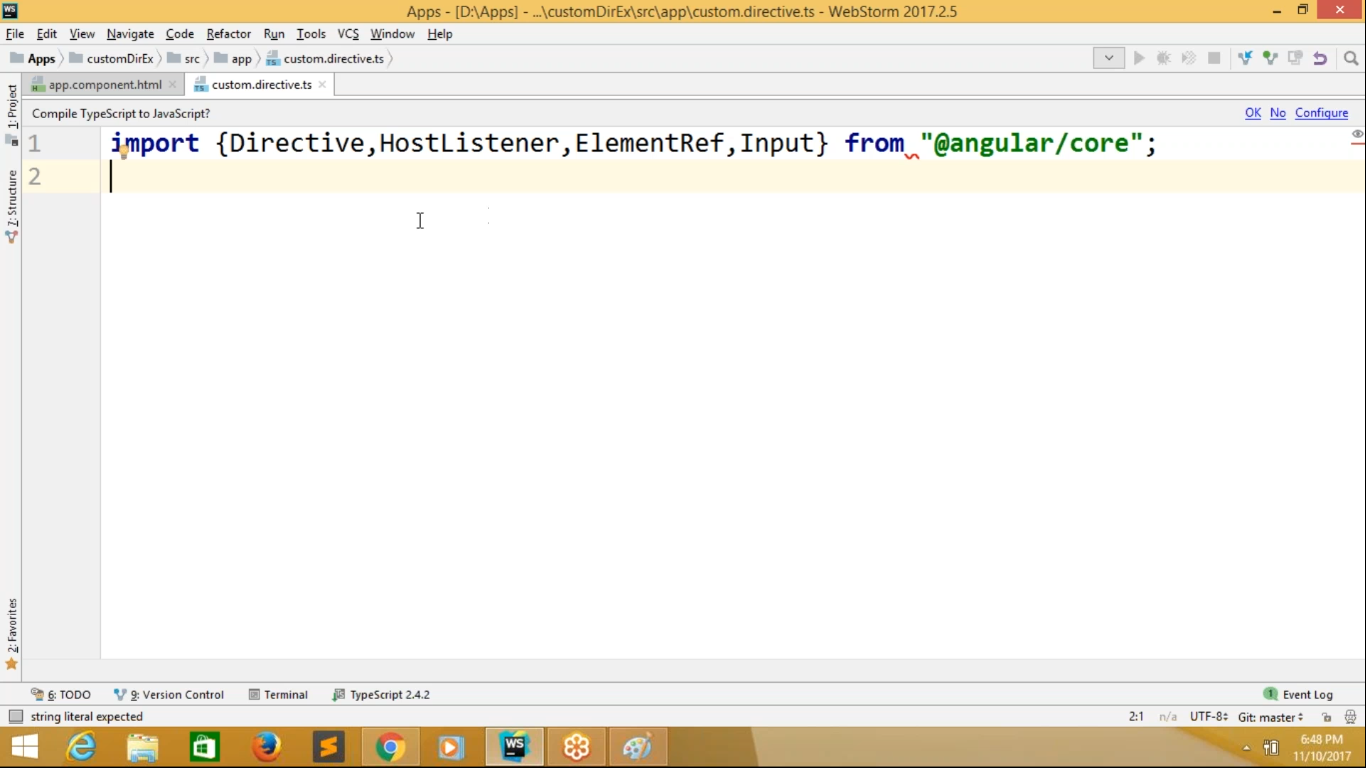 WS Apps - [D:\Apps] - ...\customDirEx\src\app\custom.directive.ts - WebStorm 2017.2.5
File Edit View Navigate Code Refactor Run Tools VCS Window Help
Apps customDirEx src app custom.directive.ts
app.component.html custom.directive.ts
1: Project
Compile TypeScript to JavaScript? OK No Configure
1 import {Directive,HostListener,ElementRef,Input} from "@angular/core";
2
7: Structure
2: Favorites
6: TODO 9: Version Control Terminal TypeScript 2.4.2 1 Event Log
string literal expected 2:1 n/a UTF-8 Git: master
WS 6:48 PM
11/10/2017